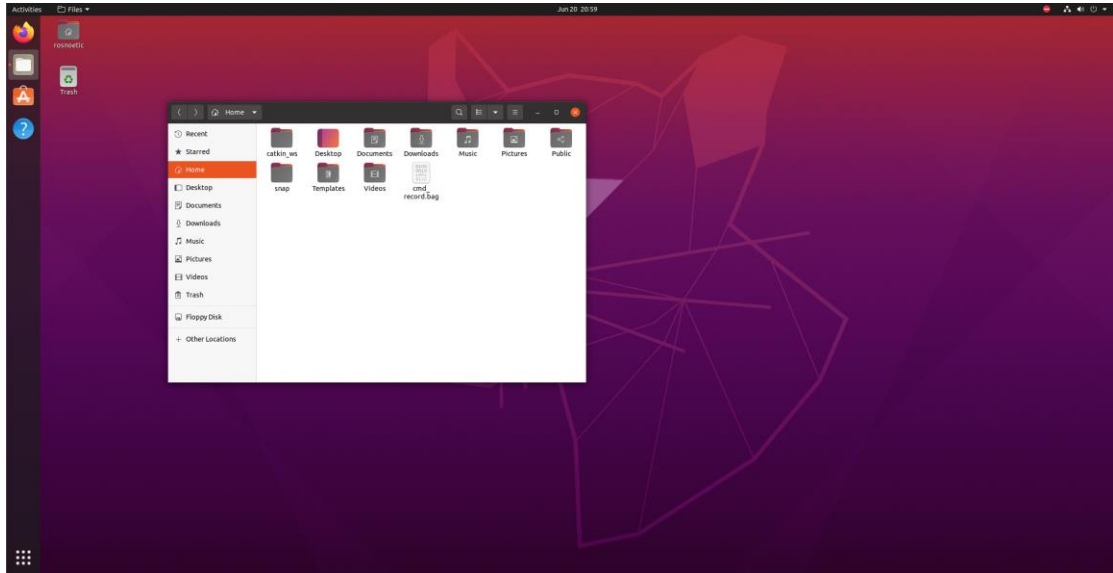 Activities Files Jun 20 20:59
rosnoetic
Trash
Home
Recent
Starred
Home
Desktop
Documents
Downloads
Music
Pictures
Videos
Trash
Floppy Disk
Other Locations
catkin_ws Desktop Documents Downloads Music Pictures Public
snap Templates Videos cmd_
record.bag